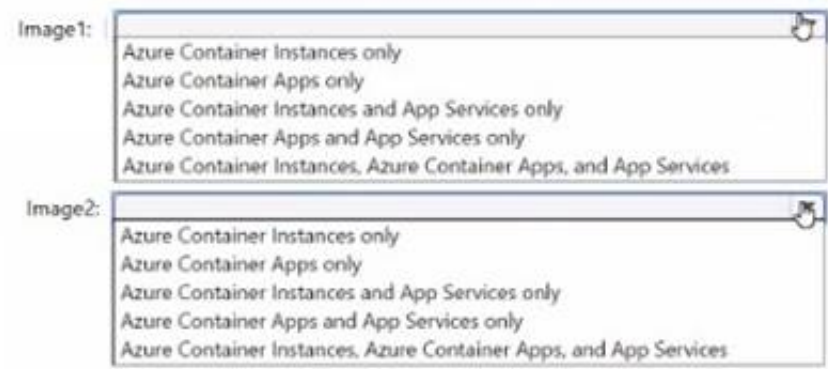 Image1:
Azure Container Instances only
Azure Container Apps only
Azure Container Instances and App Services only
Azure Container Apps and App Services only
Azure Container Instances, Azure Container Apps, and App Services
Image2:
Azure Container Instances only
Azure Container Apps only
Azure Container Instances and App Services only
Azure Container Apps and App Services only
Azure Container Instances, Azure Container Apps, and App Services